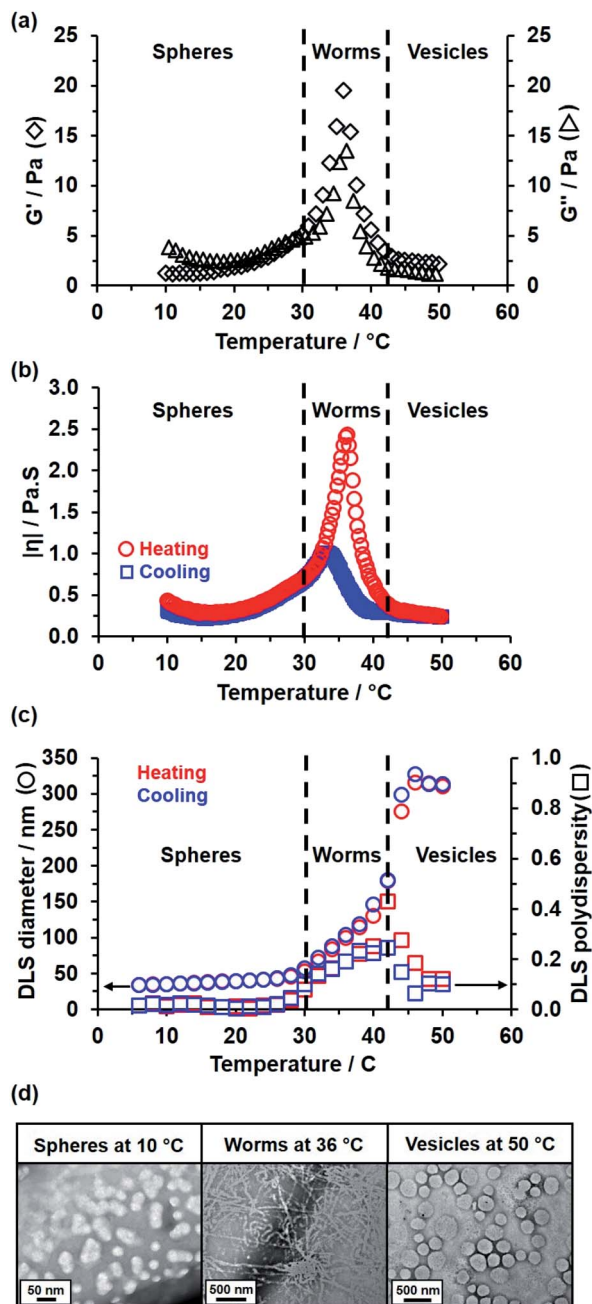 (a)
Spheres Worms Vesicles
G' / Pa (◇)
G'' / Pa (△)
25 25
20 20
15 15
10 10
5 5
0 0
0 10 20 30 40 50 60
Temperature / °C
(b)
Spheres Worms Vesicles
|η| / Pa.S
3.0
2.5
2.0
1.5
1.0
0.5
0.0
Heating
Cooling
0 10 20 30 40 50 60
Temperature / °C
(c)
Heating
Cooling
Spheres Worms Vesicles
DLS diameter / nm (○)
DLS polydispersity (□)
350 1.0
300
250 0.8
200 0.6
150
100 0.4
50 0.2
0 0.0
0 10 20 30 40 50 60
Temperature / C
(d)
Spheres at 10 °C Worms at 36 °C Vesicles at 50 °C
50 nm 500 nm 500 nm